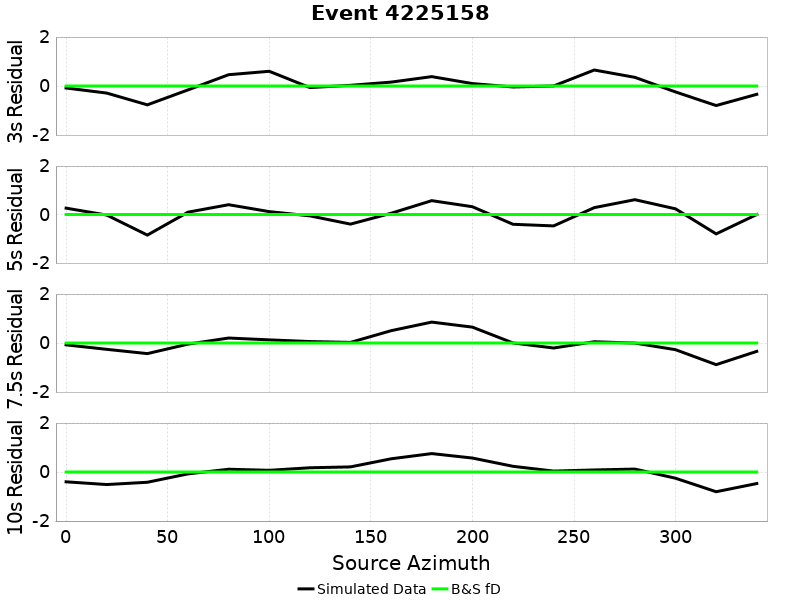 Event 4225158
3s Residual
2
0
-2
5s Residual
2
0
-2
7.5s Residual
2
0
-2
10s Residual
2
0
-2
0 50 100 150 200 250 300
Source Azimuth
Simulated Data B&S fD